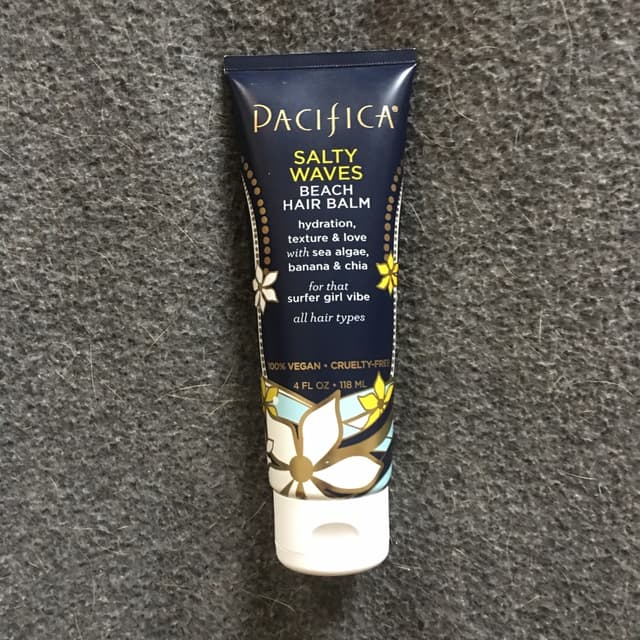 PACIFICA®
SALTY
WAVES
BEACH
HAIR BALM
hydration,
texture & love
with sea algae,
banana & chia
for that
surfer girl vibe
all hair types
100% VEGAN • CRUELTY-FREE
4 FL OZ • 118 ML